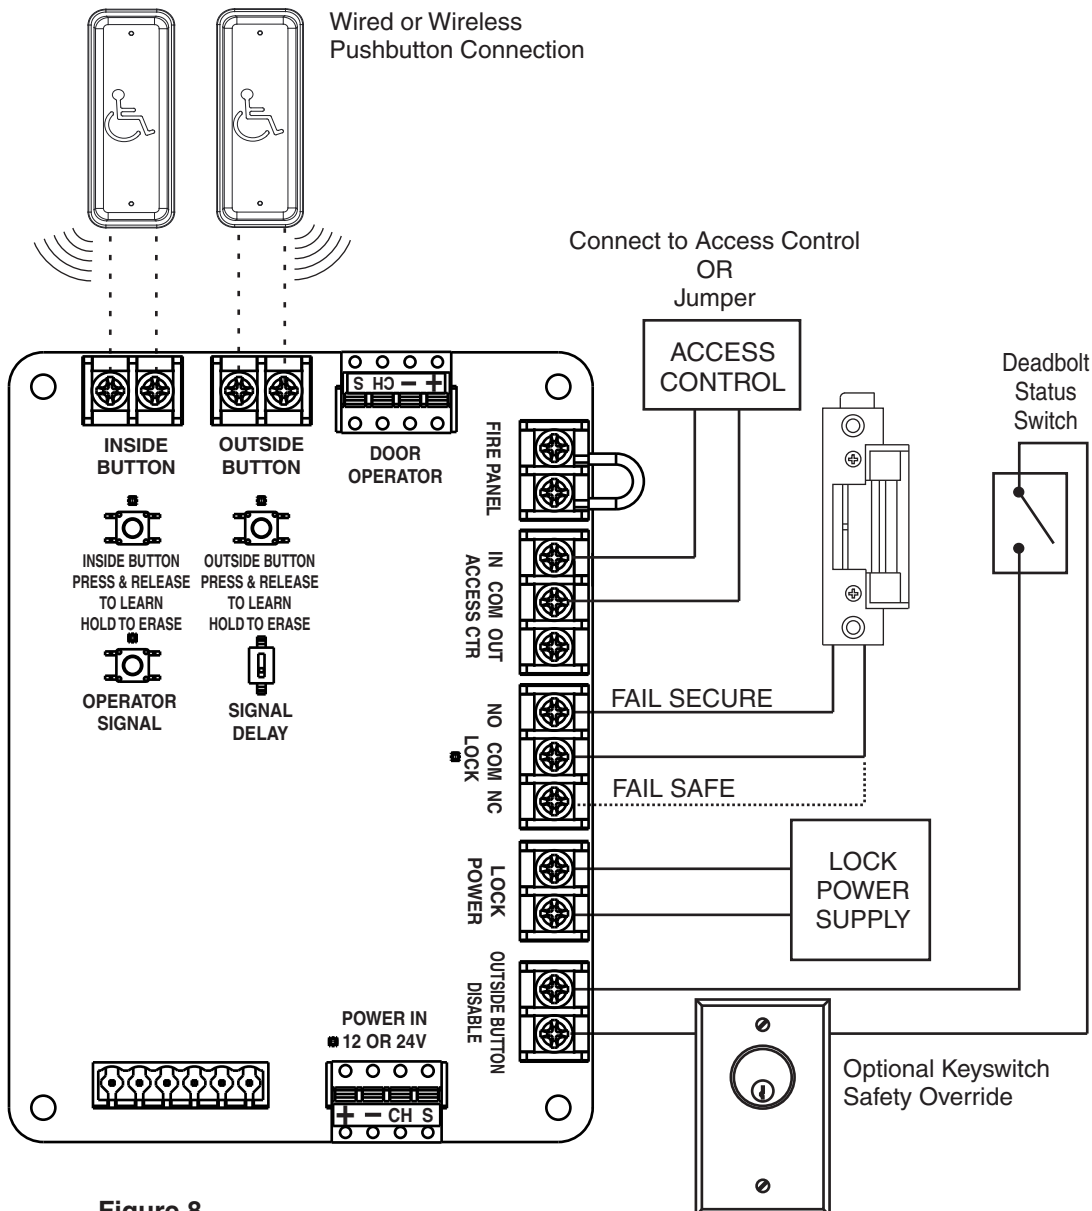 Wired or Wireless
Pushbutton Connection
Connect to Access Control
OR
Jumper
ACCESS
CONTROL
Deadbolt
Status
Switch
INSIDE
BUTTON
OUTSIDE
BUTTON
S CH − +
DOOR
OPERATOR
FIRE PANEL
INSIDE BUTTON
PRESS & RELEASE
TO LEARN
HOLD TO ERASE
OUTSIDE BUTTON
PRESS & RELEASE
TO LEARN
HOLD TO ERASE
IN COM OUT
ACCESS CTR
OPERATOR
SIGNAL
SIGNAL
DELAY
NO COM NC
LOCK
FAIL SECURE
FAIL SAFE
LOCK
POWER
LOCK
POWER
SUPPLY
OUTSIDE BUTTON
DISABLE
POWER IN
12 OR 24V
+ − CH S
Optional Keyswitch
Safety Override
Figure 8